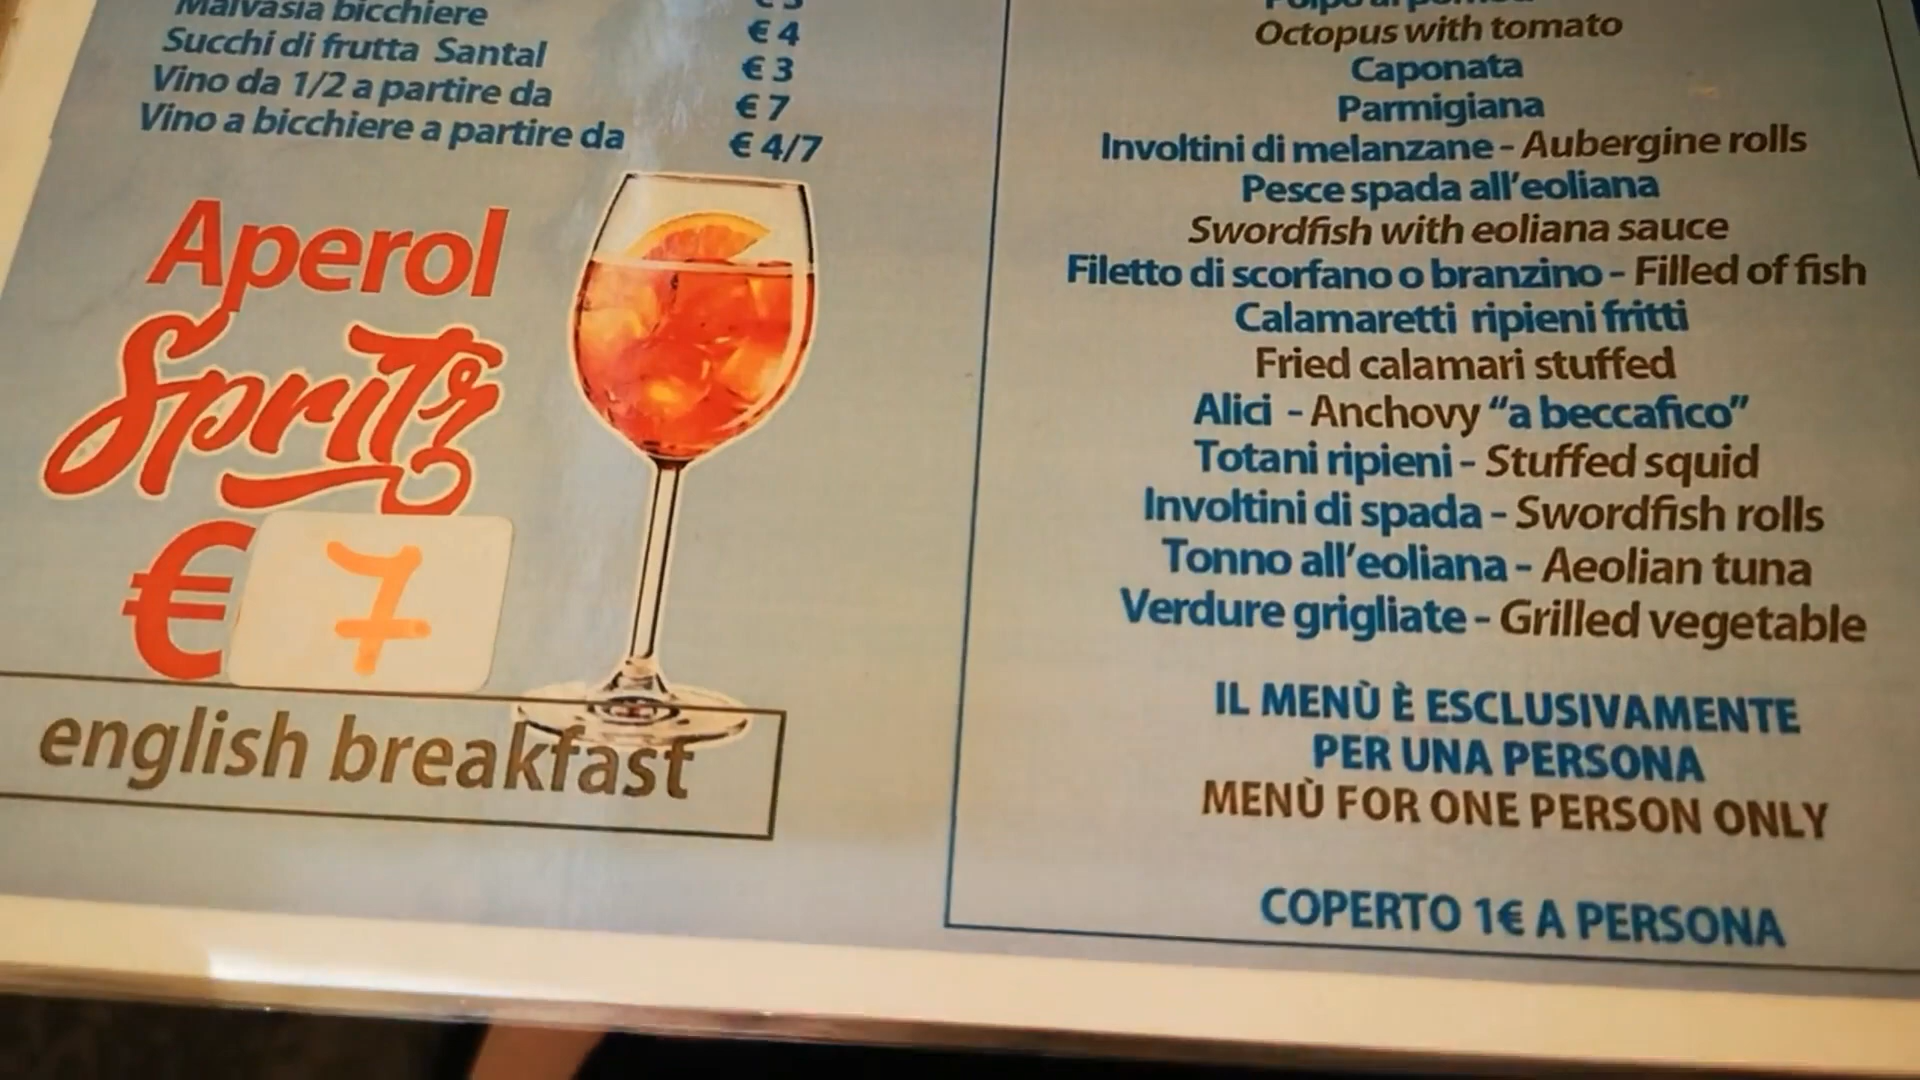 Malvasia bicchiere
Succhi di frutta Santal € 4
Vino da 1/2 a partire da € 3
Vino a bicchiere a partire da € 7
€ 4/7
Aperol
Spritz
€ 7
english breakfast
Octopus with tomato
Caponata
Parmigiana
Involtini di melanzane - Aubergine rolls
Pesce spada all'eoliana
Swordfish with eoliana sauce
Filetto di scorfano o branzino - Filled of fish
Calamaretti ripieni fritti
Fried calamari stuffed
Alici - Anchovy "a beccafico"
Totani ripieni - Stuffed squid
Involtini di spada - Swordfish rolls
Tonno all'eoliana - Aeolian tuna
Verdure grigliate - Grilled vegetable
IL MENÙ È ESCLUSIVAMENTE
PER UNA PERSONA
MENÙ FOR ONE PERSON ONLY
COPERTO 1€ A PERSONA